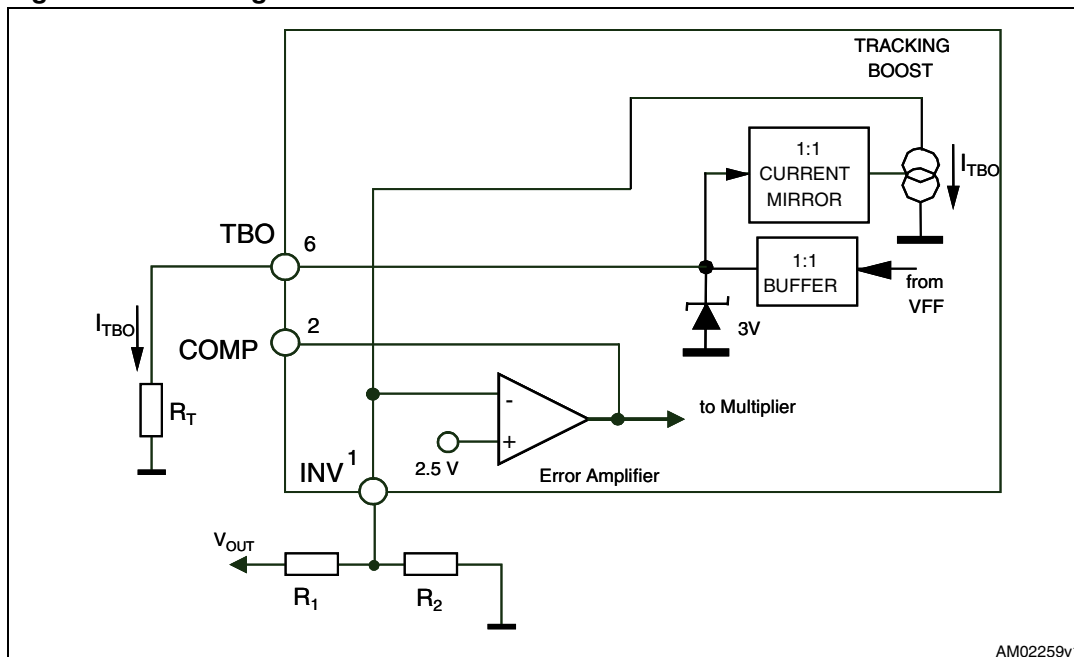 TRACKING
BOOST
1:1
CURRENT
MIRROR
I_TBO
TBO
6
1:1
BUFFER
from
VFF
I_TBO
3V
2
COMP
R_T
-
+
to Multiplier
2.5 V
Error Amplifier
INV
1
V_OUT
R_1
R_2